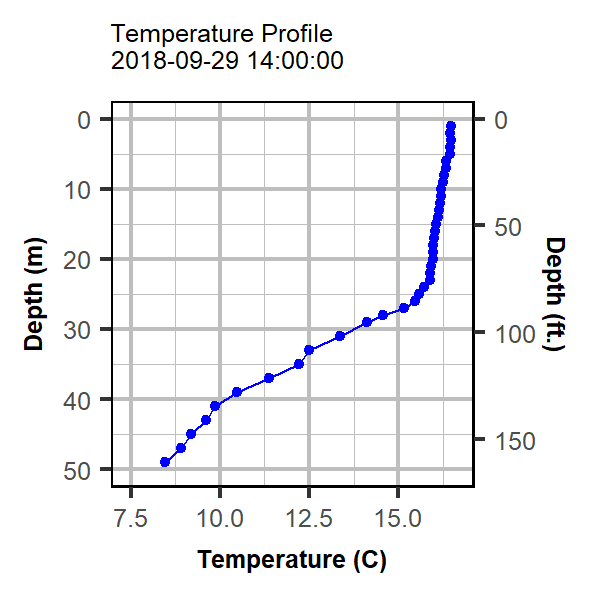 Temperature Profile
2018-09-29 14:00:00
0
10
20
30
40
50
Depth (m)
0
50
100
150
Depth (ft.)
7.5 10.0 12.5 15.0
Temperature (C)